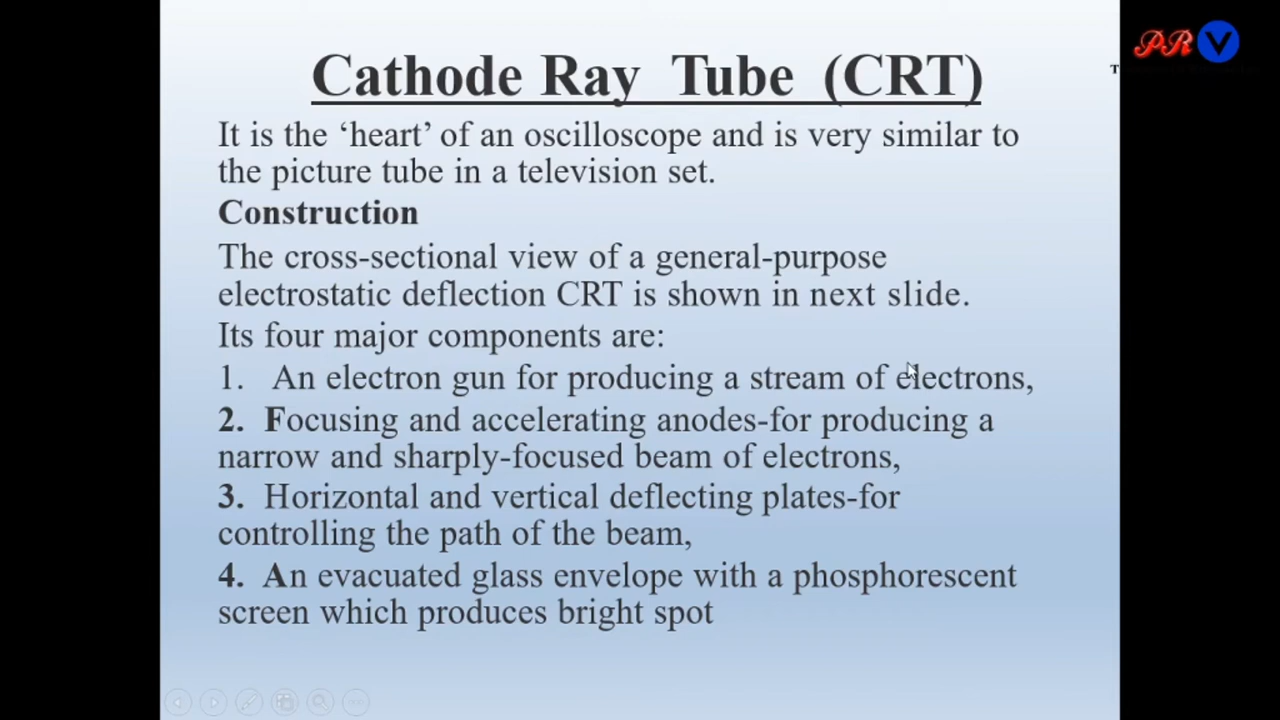 Cathode Ray Tube (CRT)
PR V
T
It is the ‘heart’ of an oscilloscope and is very similar to
the picture tube in a television set.
Construction
The cross-sectional view of a general-purpose
electrostatic deflection CRT is shown in next slide.
Its four major components are:
1. An electron gun for producing a stream of electrons,
2. Focusing and accelerating anodes-for producing a
narrow and sharply-focused beam of electrons,
3. Horizontal and vertical deflecting plates-for
controlling the path of the beam,
4. An evacuated glass envelope with a phosphorescent
screen which produces bright spot